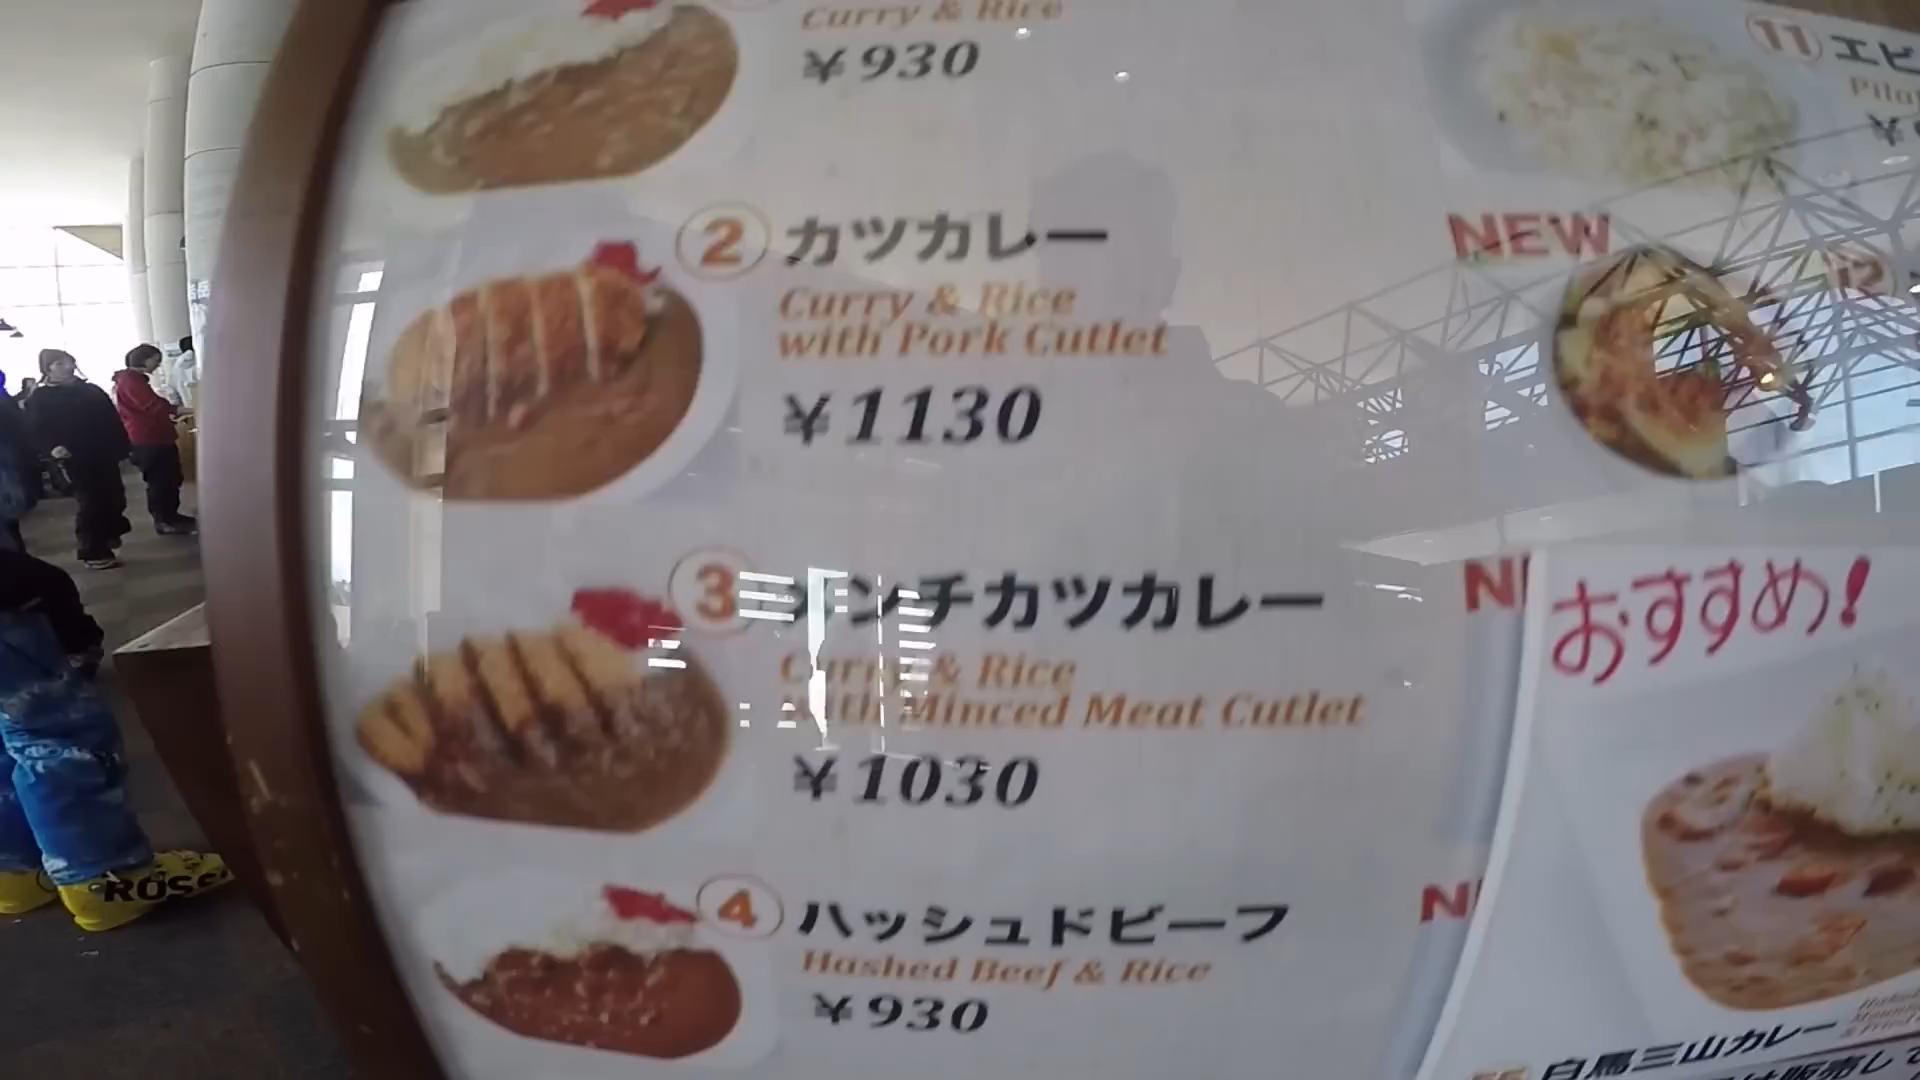 Curry & Rice
¥930
2 カツカレー
Curry & Rice
with Pork Cutlet
¥1130
3 メンチカツカレー
Curry & Rice
with Minced Meat Cutlet
¥1030
4 ハッシュドビーフ
Hashed Beef & Rice
¥930
11 エビ
¥
NEW
12
おすすめ!
白馬三山カレー
ROSS